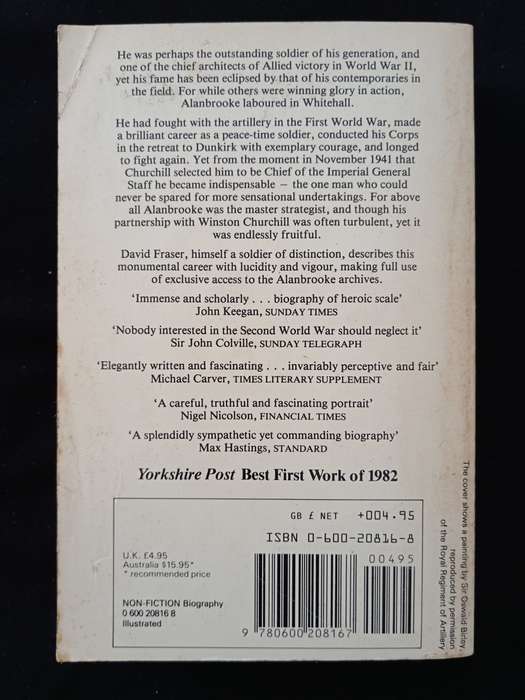 He was perhaps the outstanding soldier of his generation, and
one of the chief architects of Allied victory in World War II,
yet his fame has been eclipsed by that of his contemporaries in
the field. For while others were winning glory in action,
Alanbrooke laboured in Whitehall.
He had fought with the artillery in the First World War, made
a brilliant career as a peace-time soldier, conducted his Corps
in the retreat to Dunkirk with exemplary courage, and longed
to fight again. Yet from the moment in November 1941 that
Churchill selected him to be Chief of the Imperial General
Staff he became indispensable – the one man who could
never be spared for more sensational undertakings. For above
all Alanbrooke was the master strategist, and though his
partnership with Winston Churchill was often turbulent, yet it
was endlessly fruitful.
David Fraser, himself a soldier of distinction, describes this
monumental career with lucidity and vigour, making full use
of exclusive access to the Alanbrooke archives.
'Immense and scholarly . . . biography of heroic scale'
John Keegan, SUNDAY TIMES
'Nobody interested in the Second World War should neglect it'
Sir John Colville, SUNDAY TELEGRAPH
'Elegantly written and fascinating . . . invariably perceptive and fair'
Michael Carver, TIMES LITERARY SUPPLEMENT
'A careful, truthful and fascinating portrait'
Nigel Nicolson, FINANCIAL TIMES
'A splendidly sympathetic yet commanding biography'
Max Hastings, STANDARD
Yorkshire Post Best First Work of 1982
GB £ NET +004.95
ISBN 0-600-20816-8
00495
U.K. £4.95
Australia $15.95*
* recommended price
NON-FICTION Biography
0 600 20816 8
Illustrated
9 780600 208167
The cover shows a painting by Sir Oswald Birley,
reproduced by permission
of the Royal Regiment of Artillery